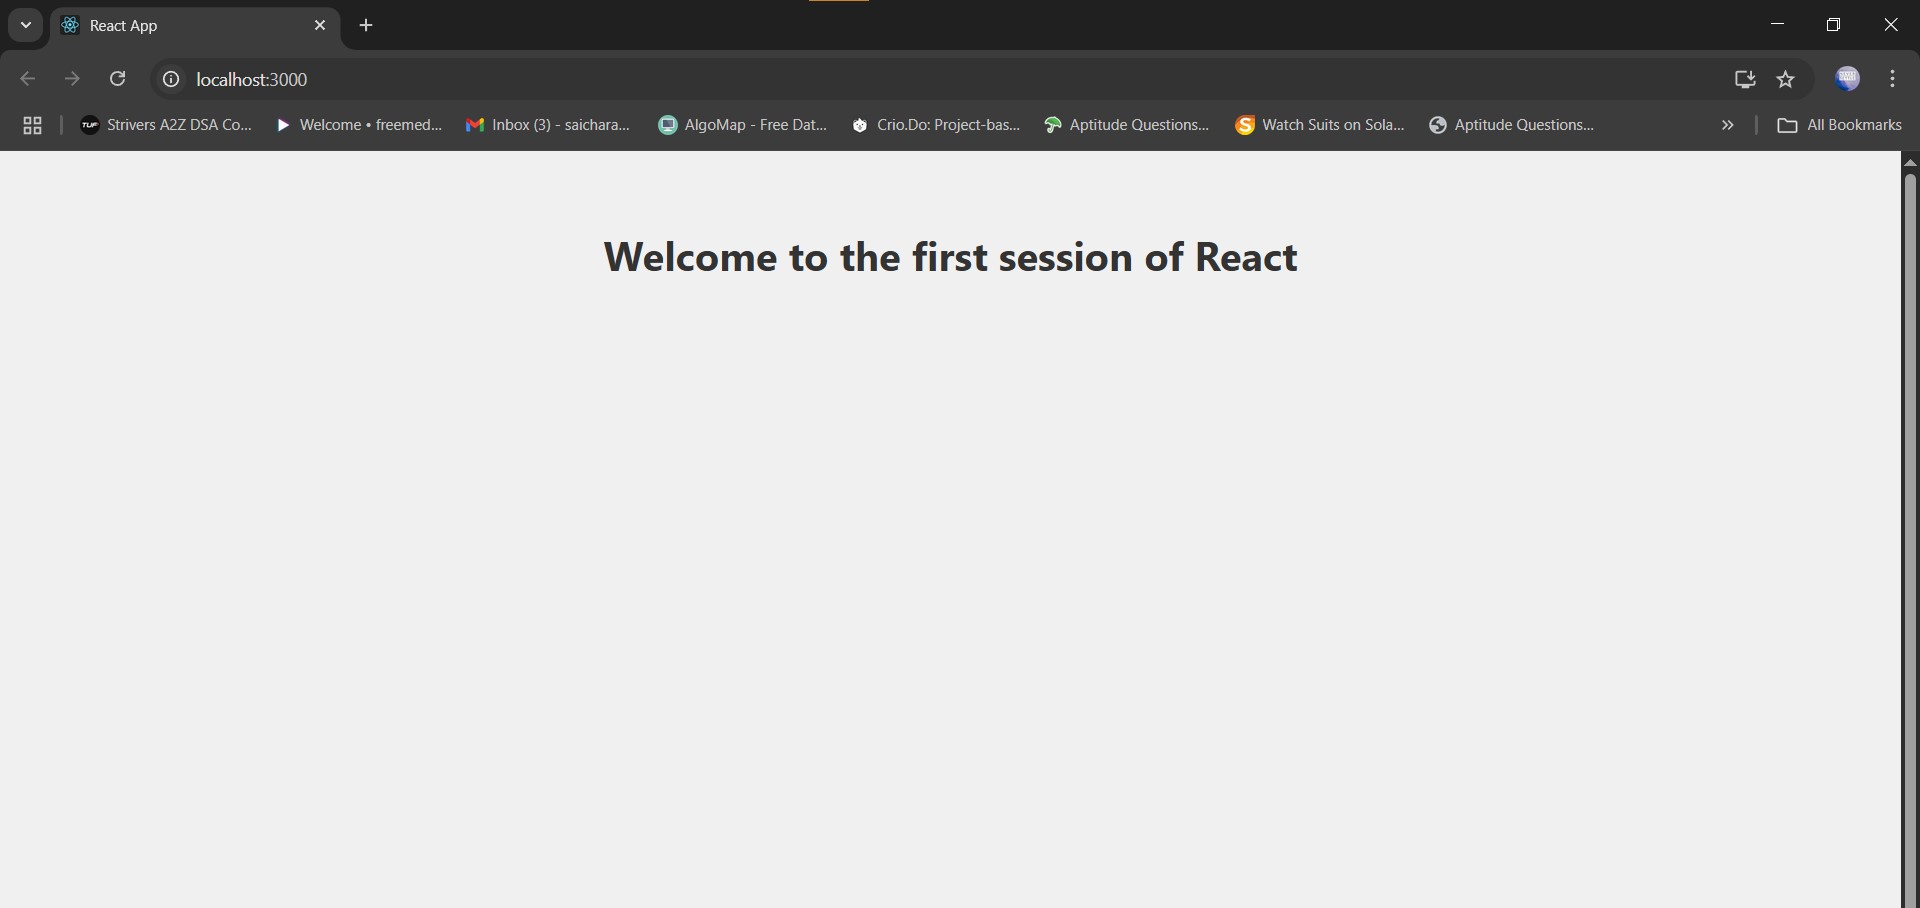 React App
localhost:3000
Strivers A2Z DSA Co...
Welcome • freemed...
Inbox (3) - saichara...
AlgoMap - Free Dat...
Crio.Do: Project-bas...
Aptitude Questions...
Watch Suits on Sola...
Aptitude Questions...
All Bookmarks
Welcome to the first session of React